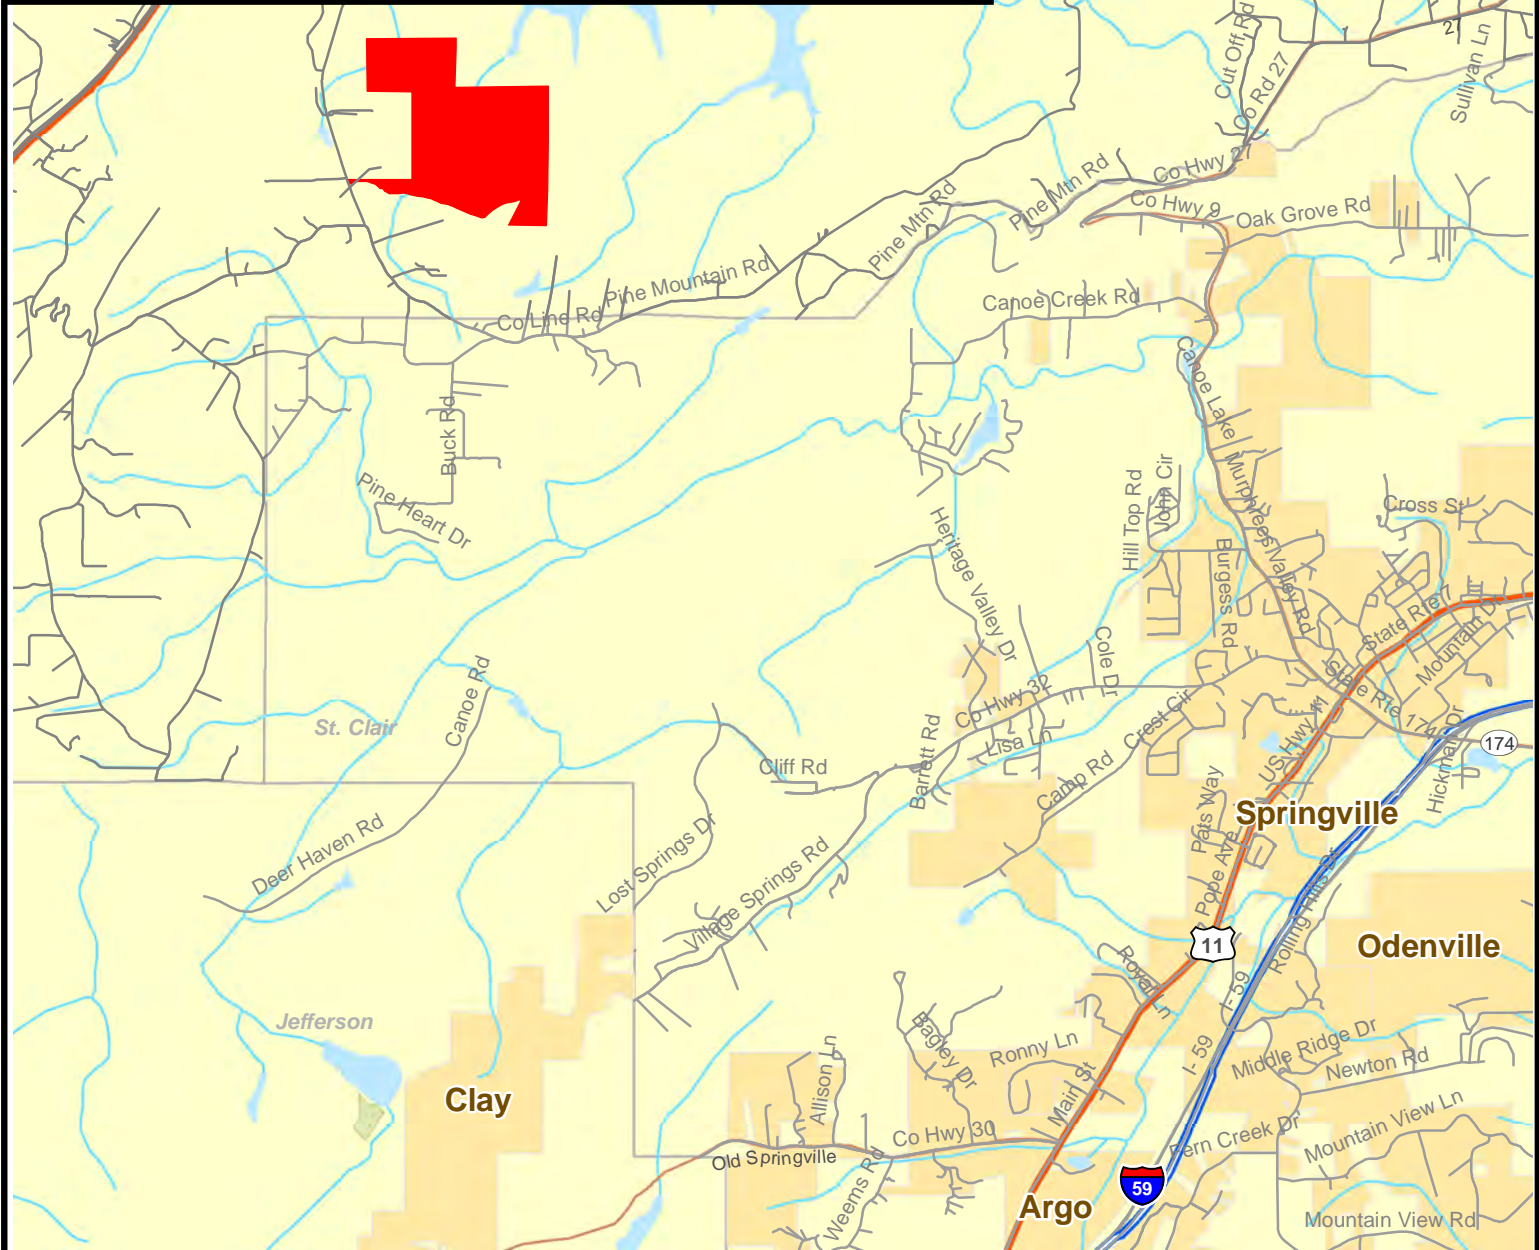 27
Sullivan Ln
Cut Off Rd
Co Rd 27
Co Hwy 27
Pine Mtn Rd
Pine Mtn Rd
Co Hwy 9
Oak Grove Rd
Pine Mountain Rd
Co Line Rd
Canoe Creek Rd
Canoe Lake
Buck Rd
Pine Heart Dr
Murphrees Valley Rd
Hill Top Rd
John Cir
Cross St
Heritage Valley Dr
Burgess Rd
State Rte 7
Mountain Dr
Cole Dr
Canoe Rd
St. Clair
Co Hwy 32
State Rte 174
Crest Cir
US Hwy 11
Hickman Dr
174
Barrett Rd
Lisa Ln
Cliff Rd
Camp Rd
Pats Way
Springville
Deer Haven Rd
Lost Springs Dr
Village Springs Rd
Pope Ave
Rolling Hills Dr
11
Odenville
Royal Ln
I- 59
Jefferson
Bagley Dr
Ronny Ln
I- 59
Middle Ridge Dr
Newton Rd
Clay
Allison Ln
Main St
Mountain View Ln
Co Hwy 30
Fern Creek Dr
Old Springville
Weems Rd
59
Argo
Mountain View Rd